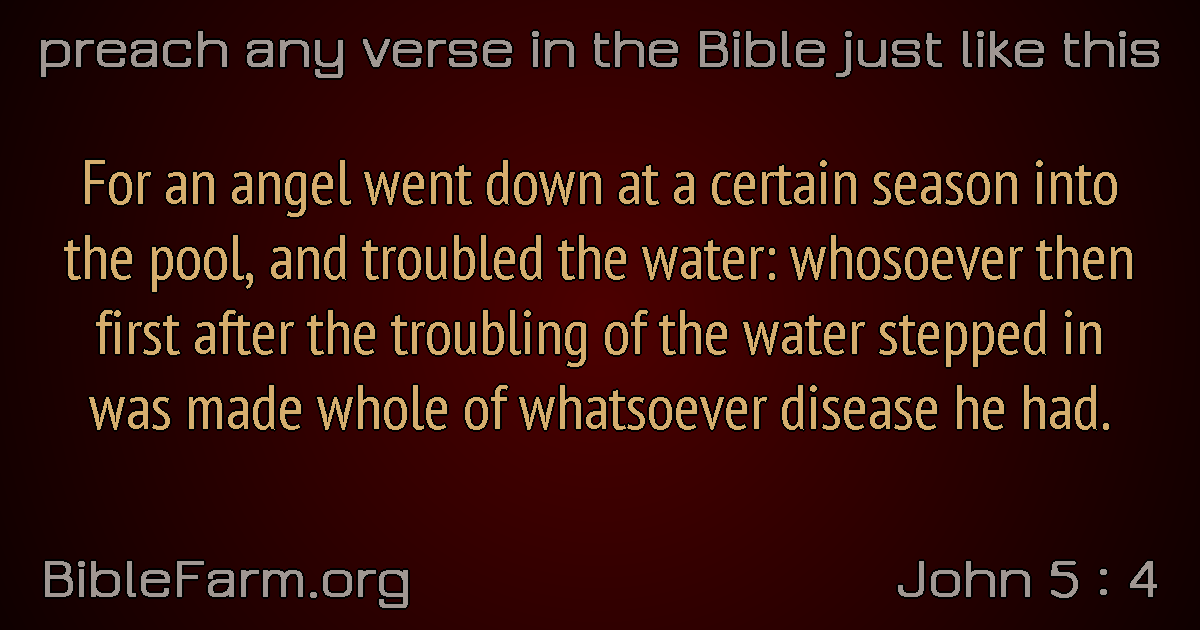 preach any verse in the Bible just like this
For an angel went down at a certain season into
the pool, and troubled the water: whosoever then
first after the troubling of the water stepped in
was made whole of whatsoever disease he had.
BibleFarm.org
John 5 : 4